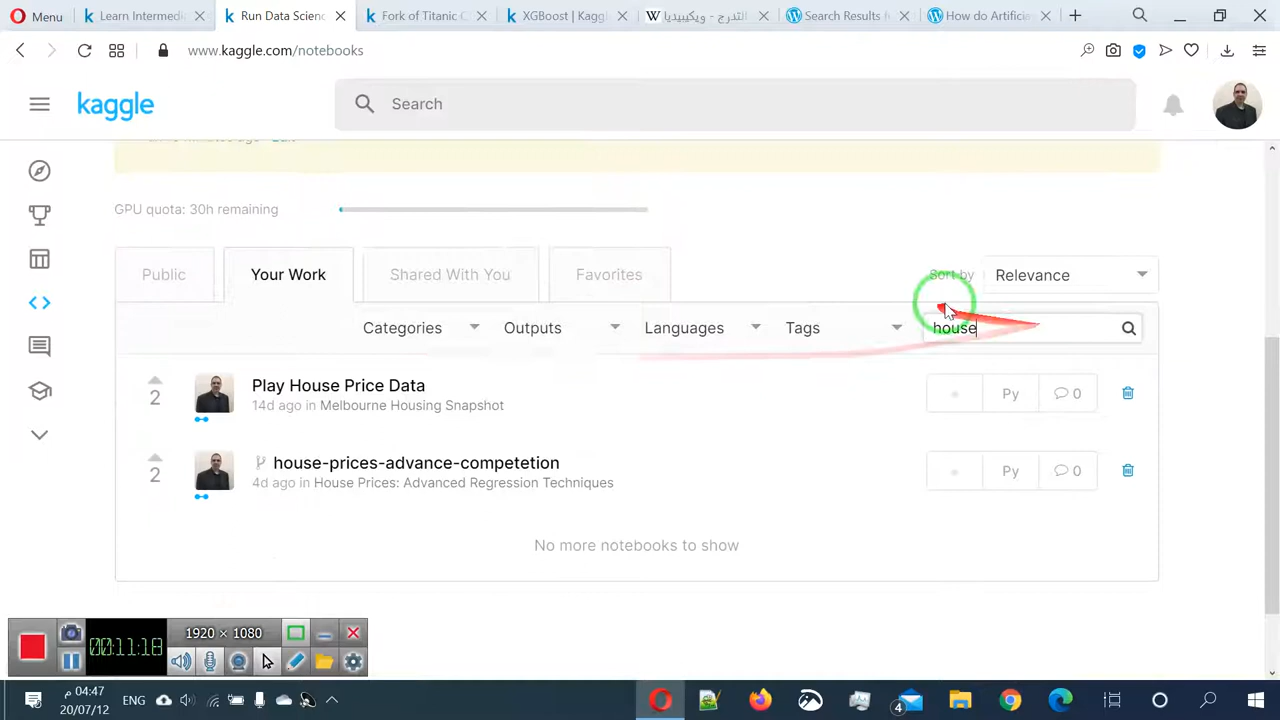 Menu
Learn Intermedi
Run Data Scienc
Fork of Titanic C
XGBoost | Kaggl
التدرج - ويكيبيديا
Search Results f
How do Artificia
www.kaggle.com/notebooks
kaggle
Search
GPU quota: 30h remaining
Public
Your Work
Shared With You
Favorites
Sort by
Relevance
Categories
Outputs
Languages
Tags
house
2
Play House Price Data
14d ago in Melbourne Housing Snapshot
Py
0
2
house-prices-advance-competetion
4d ago in House Prices: Advanced Regression Techniques
Py
0
No more notebooks to show
00:11:18
1920 × 1080
04:47 م
20/07/12
ENG
4